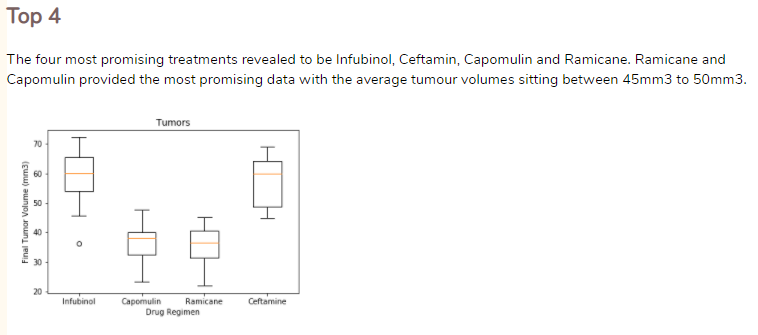 Top 4
The four most promising treatments revealed to be Infubinol, Ceftamin, Capomulin and Ramicane. Ramicane and
Capomulin provided the most promising data with the average tumour volumes sitting between 45mm3 to 50mm3.
Tumors
Final Tumor Volume (mm3)
70
60
50
40
30
20
Infubinol Capomulin Ramicane Ceftamine
Drug Regimen